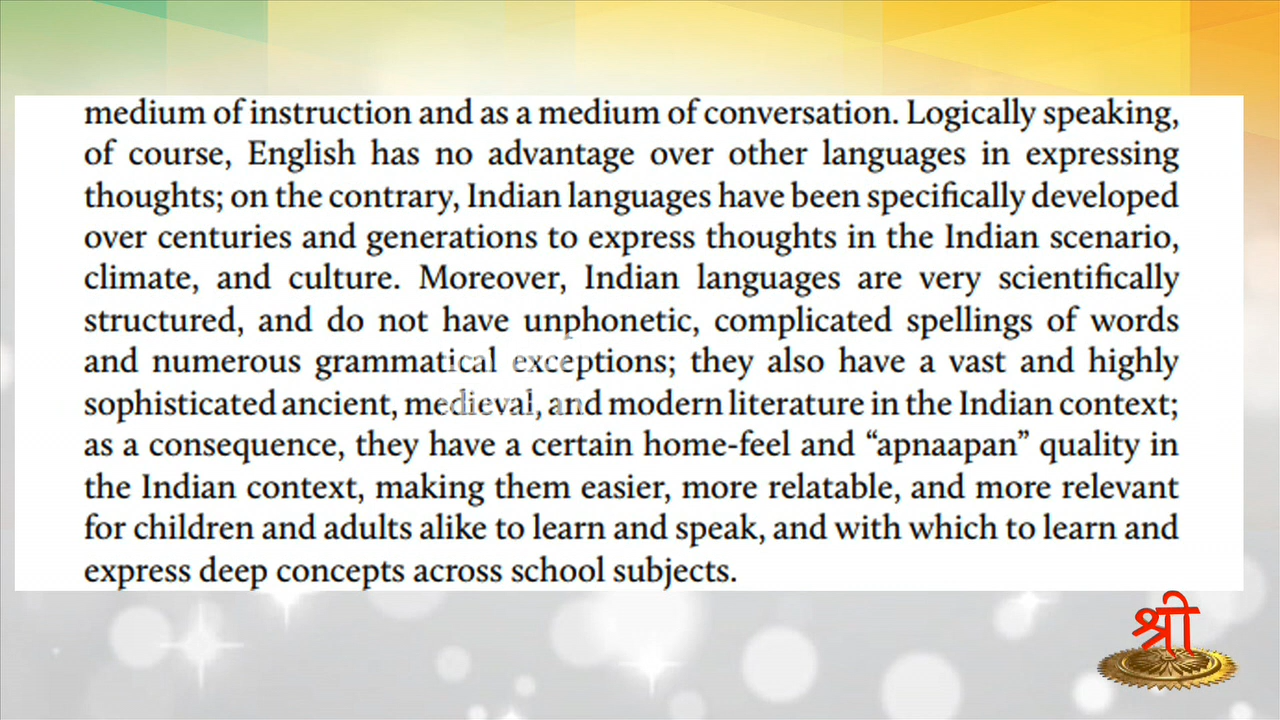 medium of instruction and as a medium of conversation. Logically speaking,
of course, English has no advantage over other languages in expressing
thoughts; on the contrary, Indian languages have been specifically developed
over centuries and generations to express thoughts in the Indian scenario,
climate, and culture. Moreover, Indian languages are very scientifically
structured, and do not have unphonetic, complicated spellings of words
and numerous grammatical exceptions; they also have a vast and highly
sophisticated ancient, medieval, and modern literature in the Indian context;
as a consequence, they have a certain home-feel and “apnaapan” quality in
the Indian context, making them easier, more relatable, and more relevant
for children and adults alike to learn and speak, and with which to learn and
express deep concepts across school subjects.
श्री